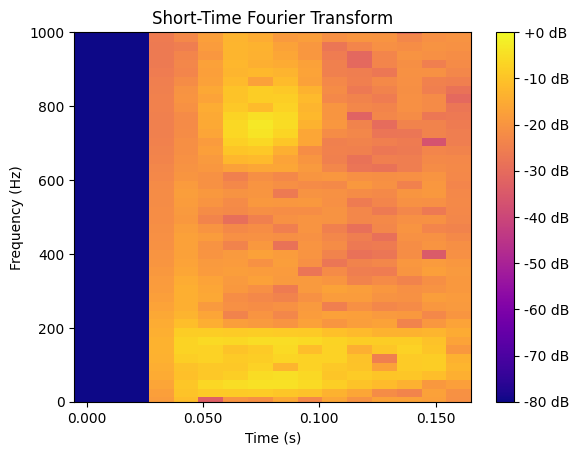 Short-Time Fourier Transform
1000
800
600
400
200
0
Frequency (Hz)
0.000
0.050
0.100
0.150
Time (s)
+0 dB
-10 dB
-20 dB
-30 dB
-40 dB
-50 dB
-60 dB
-70 dB
-80 dB